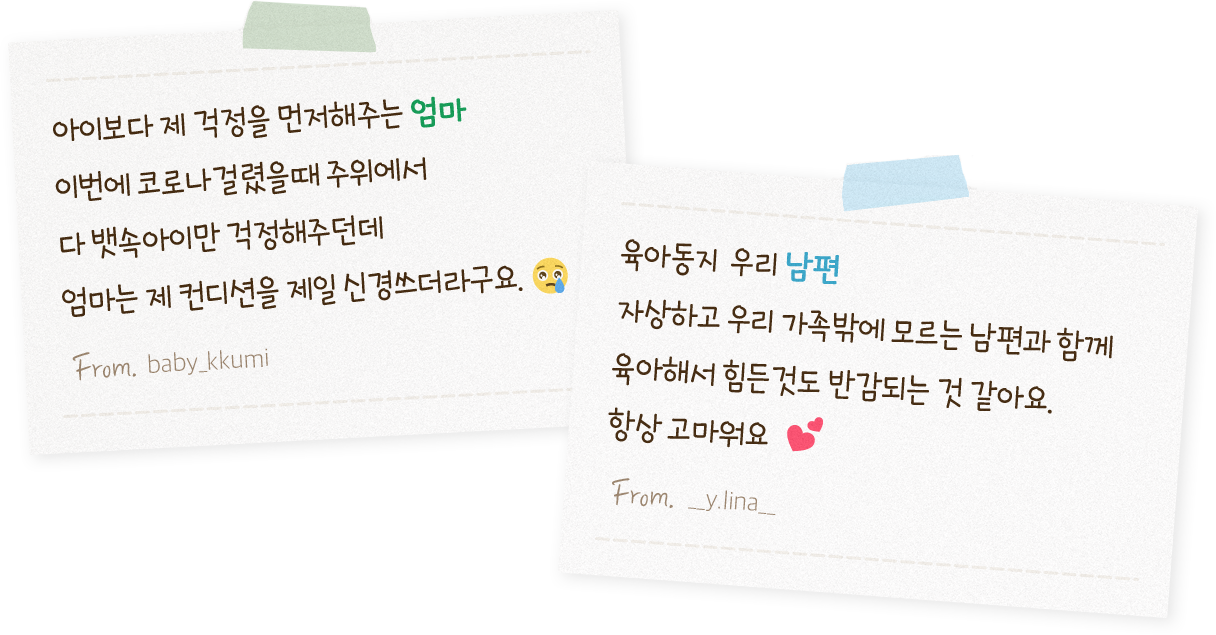 아이보다 제 걱정을 먼저해주는 엄마
이번에 코로나걸렸을때 주위에서
다 뱃속아이만 걱정해주던데
엄마는 제 컨디션을 제일 신경쓰더라구요. 😢
From. baby_kkumi
육아동지 우리 남편
자상하고 우리 가족밖에 모르는 남편과 함께
육아해서 힘든것도 반감되는 것 같아요.
항상 고마워요 💕
From. __y.lina__